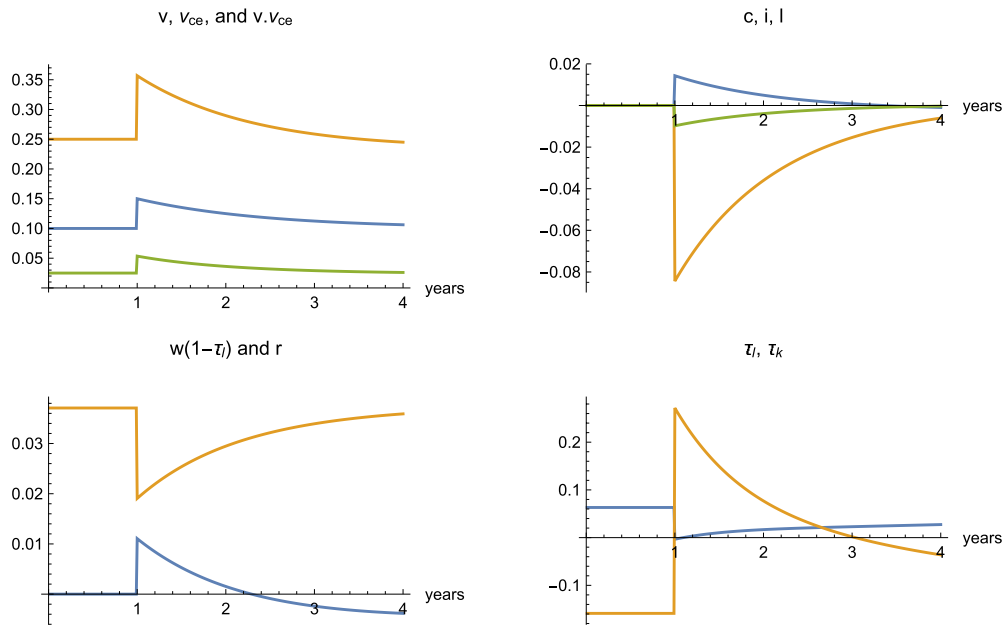 v, v_ce, and v.v_ce
0.35
0.30
0.25
0.20
0.15
0.10
0.05
1 2 3 4 years
c, i, l
0.02
years
1 2 3 4
−0.02
−0.04
−0.06
−0.08
w(1−τ_l) and r
0.03
0.02
0.01
1 2 3 4 years
τ_l, τ_k
0.2
0.1
1 2 3 4 years
−0.1